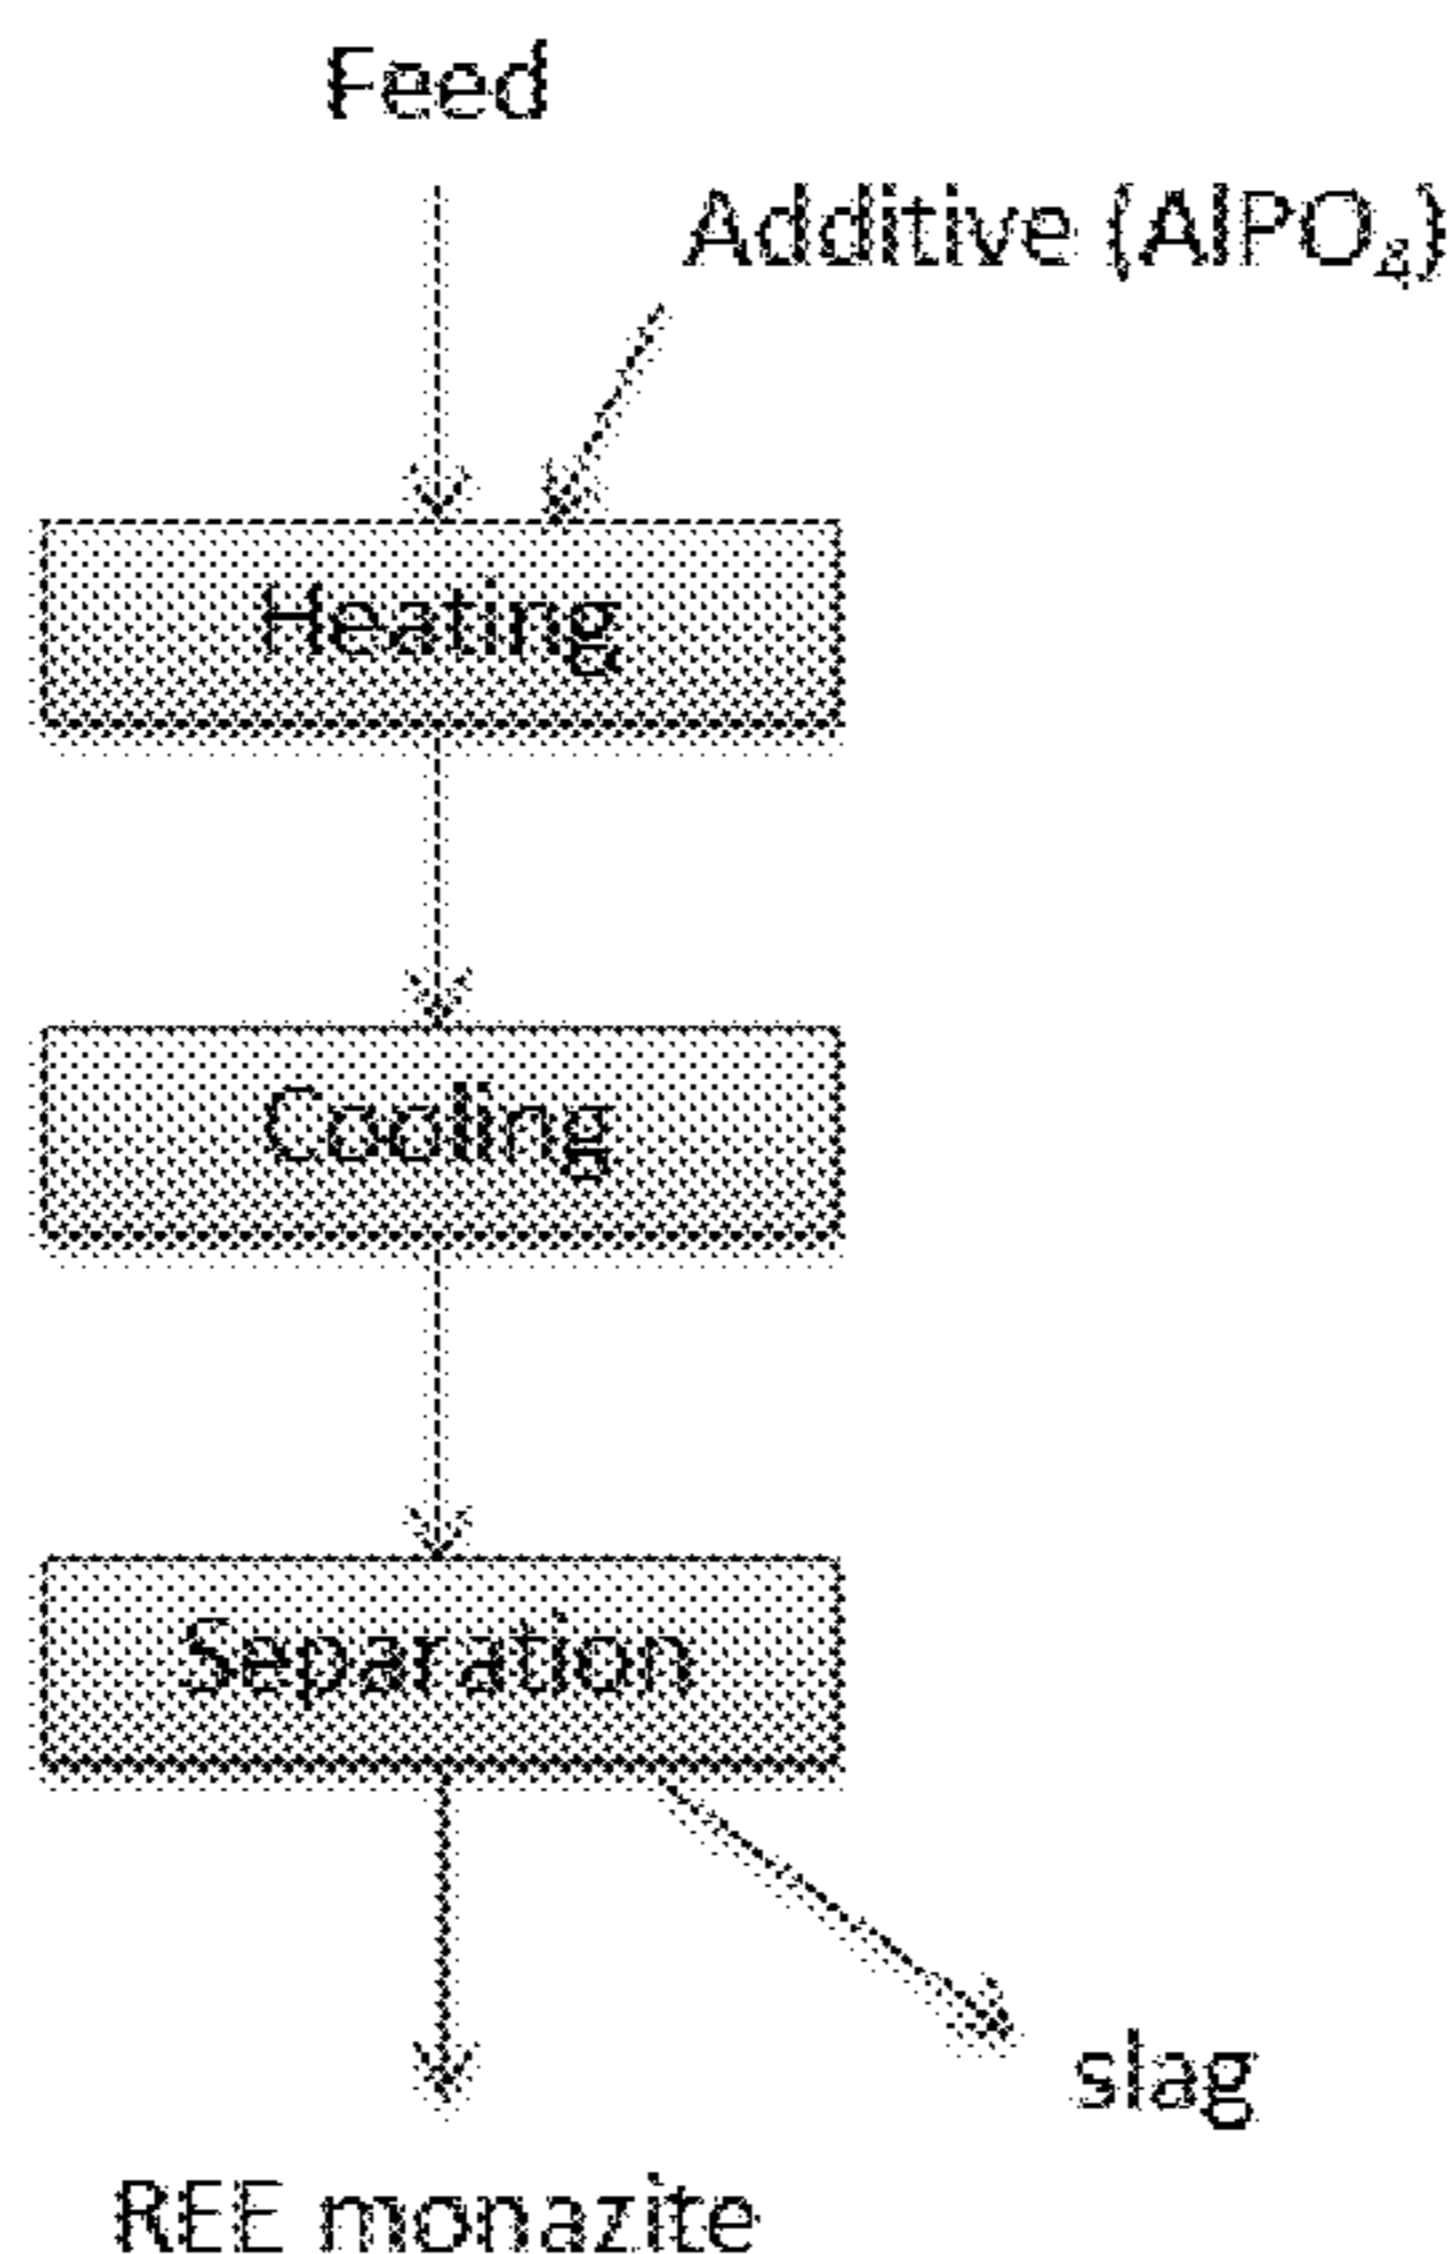 Feed
Additive (AlPO₄)
Heating
Cooling
Separation
slag
REE monazite